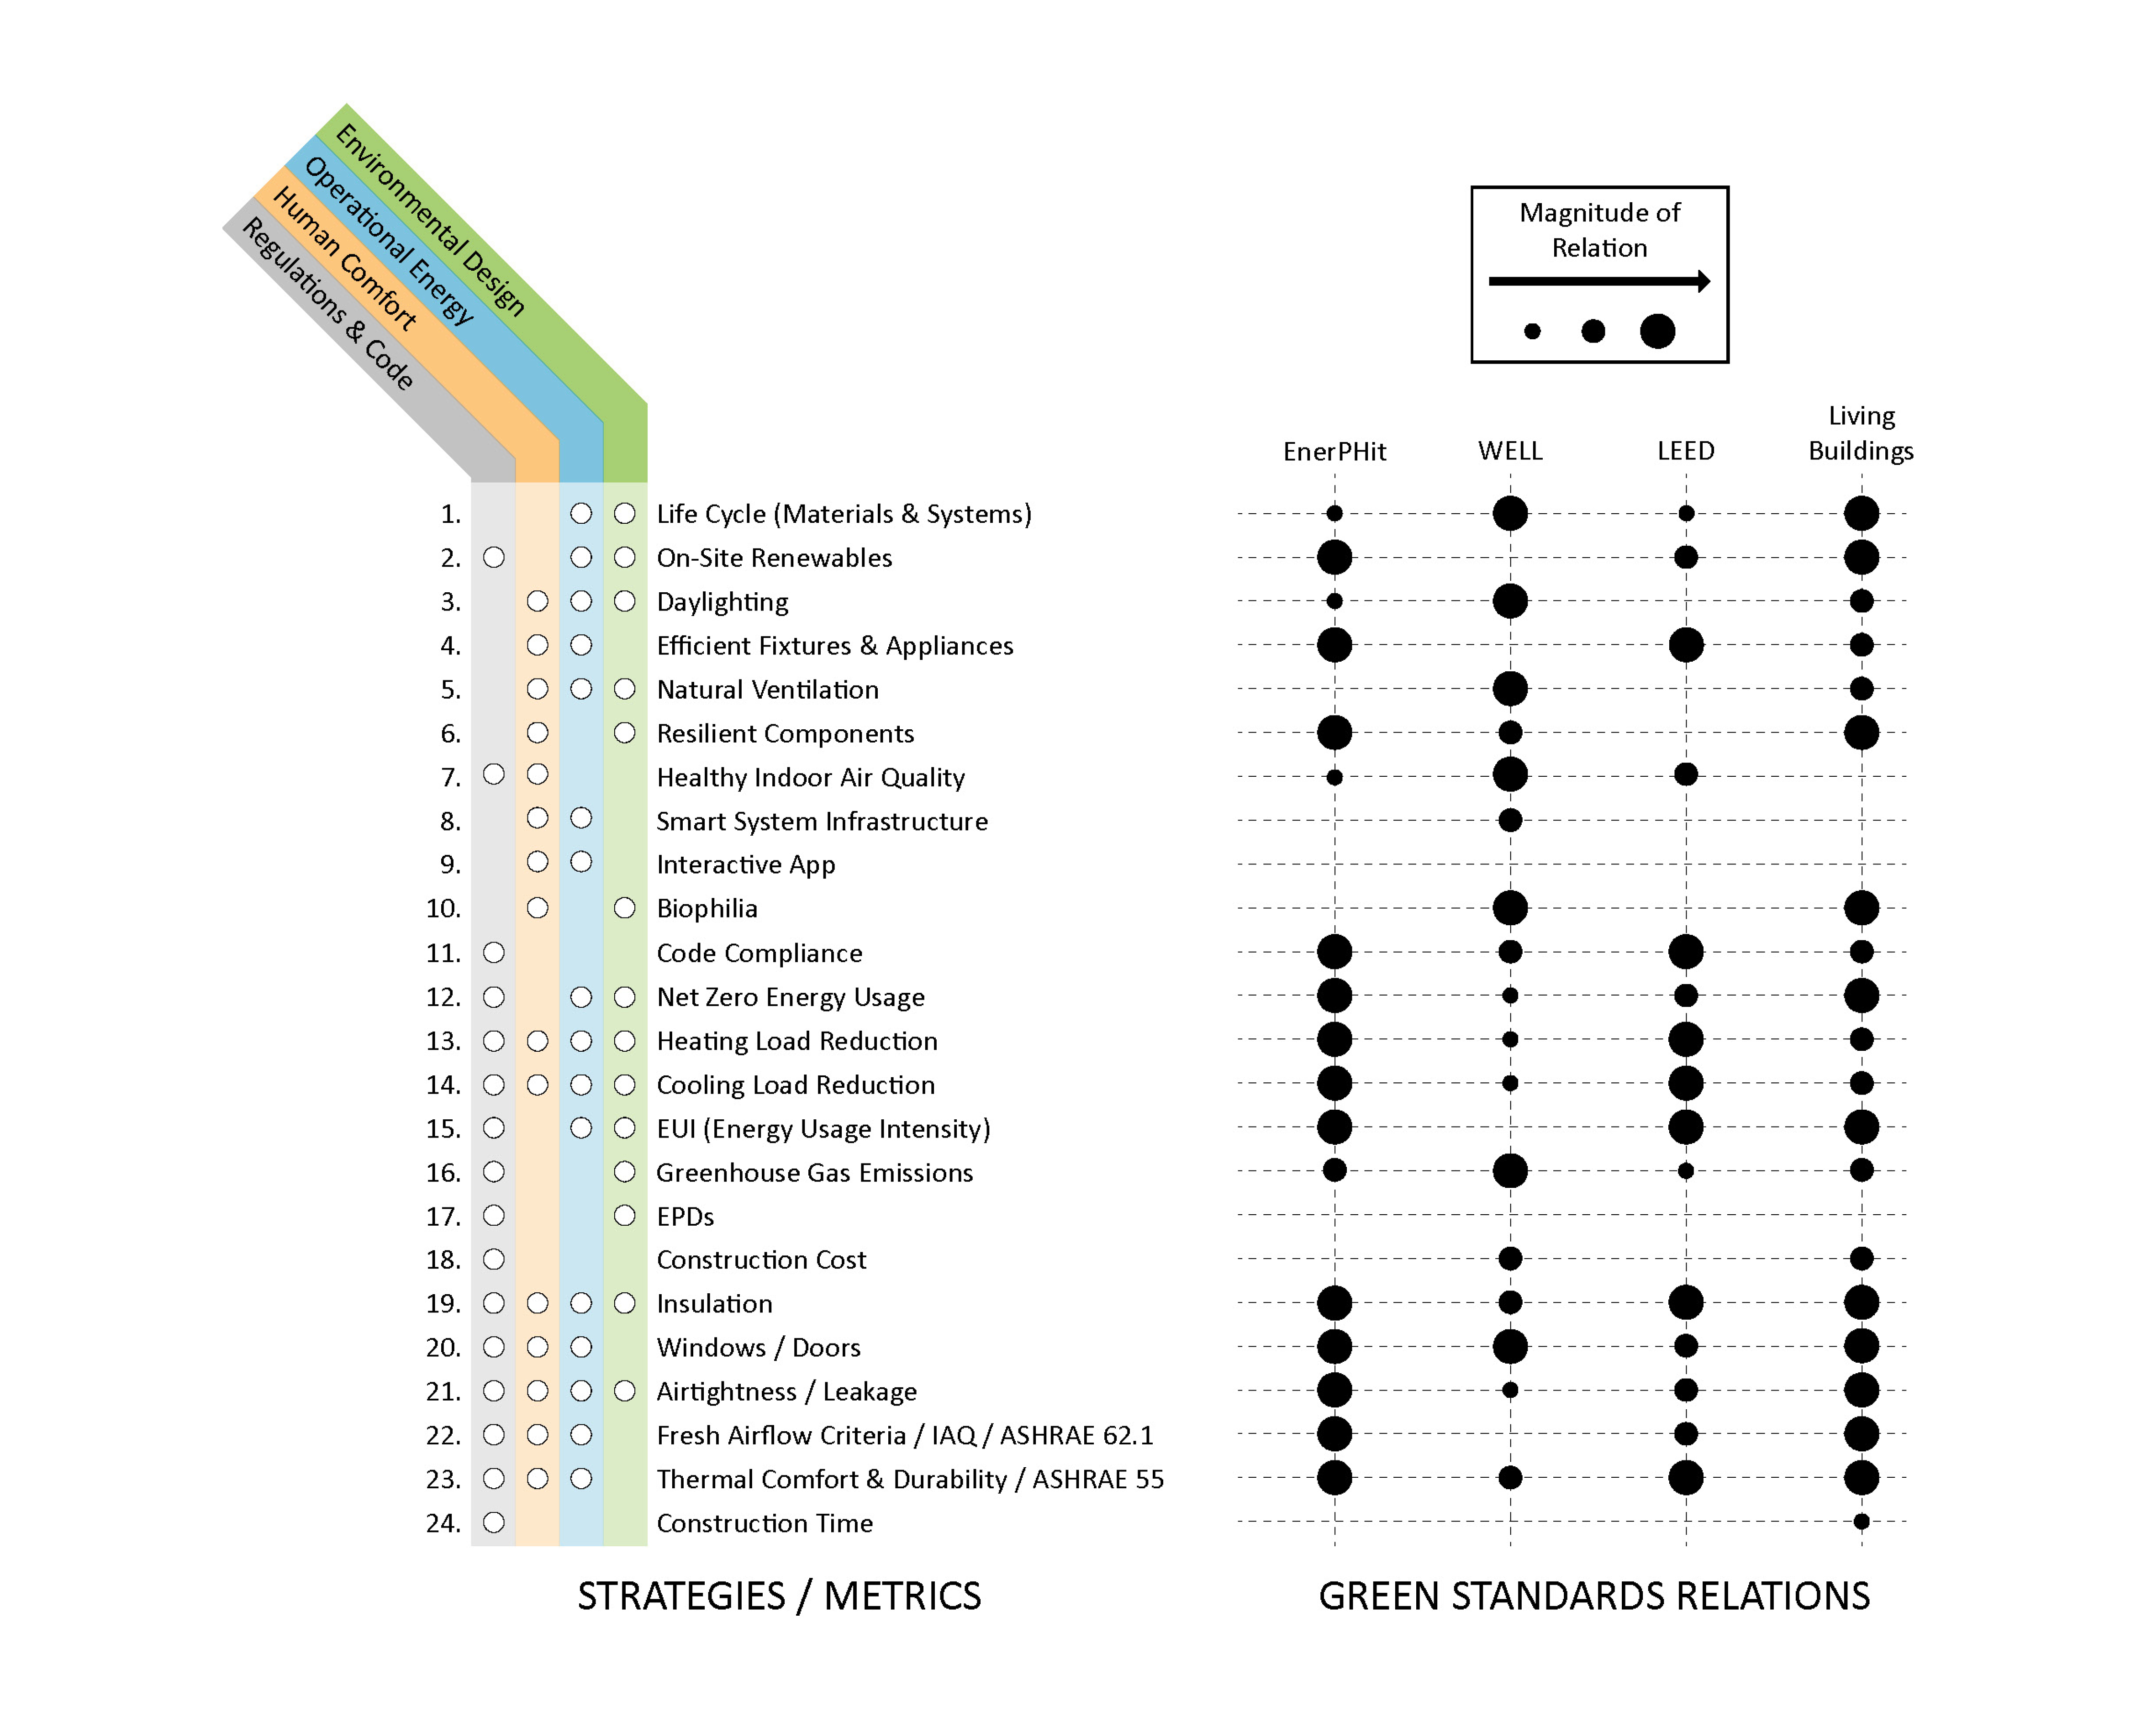 Environmental Design
Operational Energy
Human Comfort
Regulations & Code
Magnitude of
Relation
EnerPHit
WELL
LEED
Living
Buildings
1. Life Cycle (Materials & Systems)
2. On-Site Renewables
3. Daylighting
4. Efficient Fixtures & Appliances
5. Natural Ventilation
6. Resilient Components
7. Healthy Indoor Air Quality
8. Smart System Infrastructure
9. Interactive App
10. Biophilia
11. Code Compliance
12. Net Zero Energy Usage
13. Heating Load Reduction
14. Cooling Load Reduction
15. EUI (Energy Usage Intensity)
16. Greenhouse Gas Emissions
17. EPDs
18. Construction Cost
19. Insulation
20. Windows / Doors
21. Airtightness / Leakage
22. Fresh Airflow Criteria / IAQ / ASHRAE 62.1
23. Thermal Comfort & Durability / ASHRAE 55
24. Construction Time
STRATEGIES / METRICS
GREEN STANDARDS RELATIONS